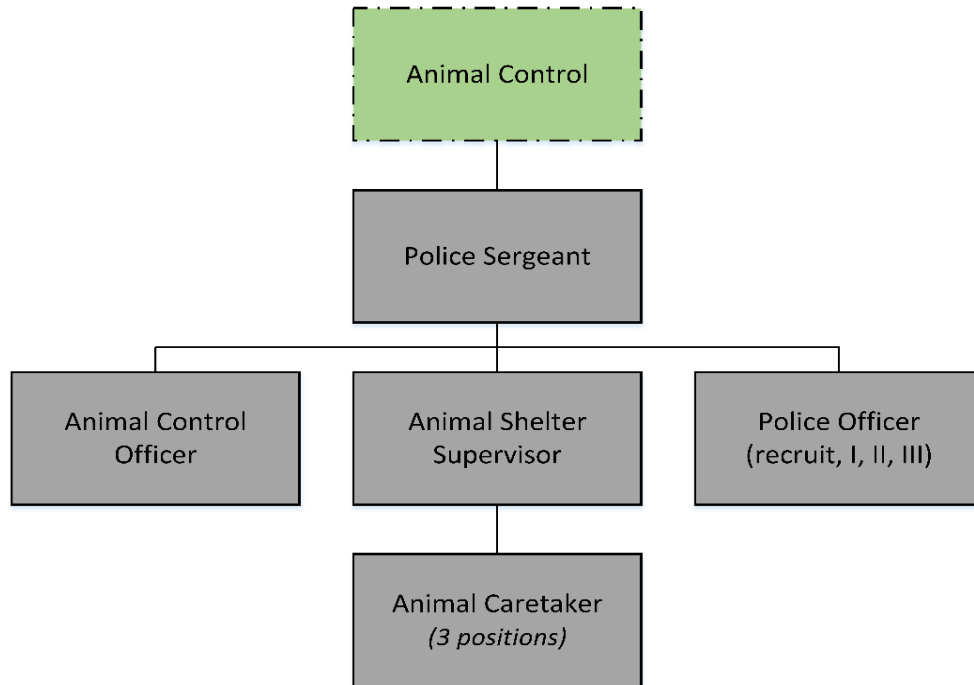 Animal Control
Police Sergeant
Animal Control
Officer
Animal Shelter
Supervisor
Police Officer
(recruit, I, II, III)
Animal Caretaker
(3 positions)